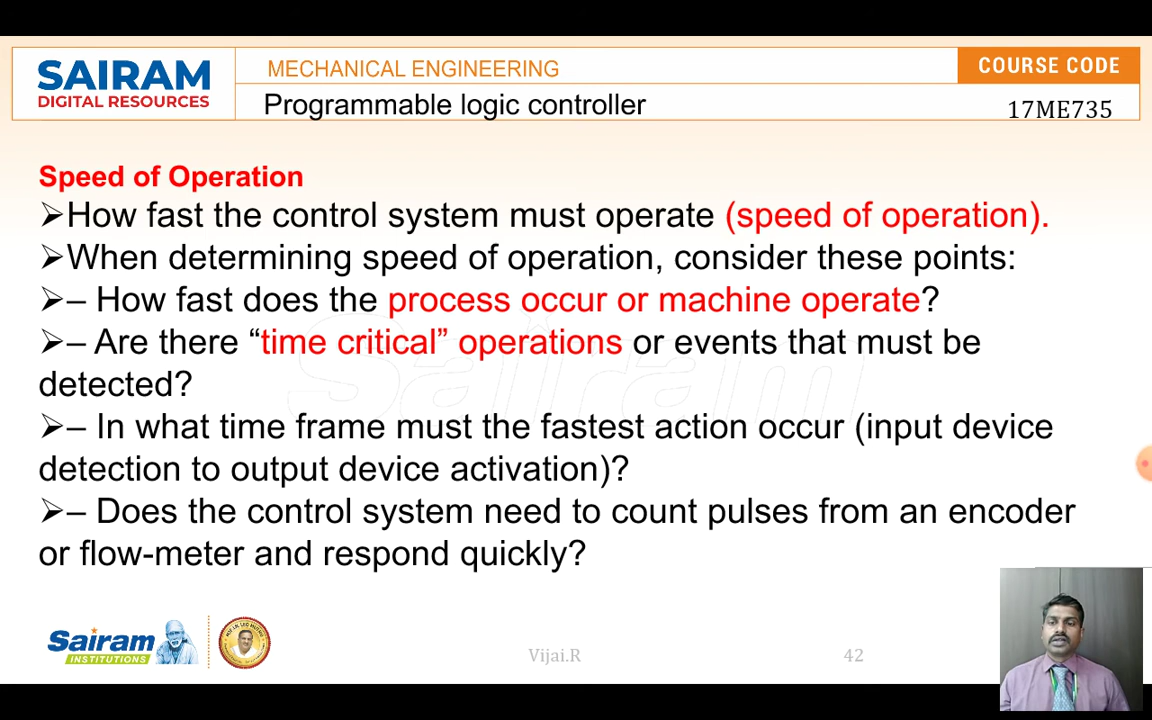 SAIRAM
DIGITAL RESOURCES
MECHANICAL ENGINEERING
COURSE CODE
Programmable logic controller
17ME735
Speed of Operation
➢How fast the control system must operate (speed of operation).
➢When determining speed of operation, consider these points:
➢– How fast does the process occur or machine operate?
➢– Are there “time critical” operations or events that must be
detected?
➢– In what time frame must the fastest action occur (input device
detection to output device activation)?
➢– Does the control system need to count pulses from an encoder
or flow-meter and respond quickly?
Sairam
Sairam
INSTITUTIONS
Vijai.R
42